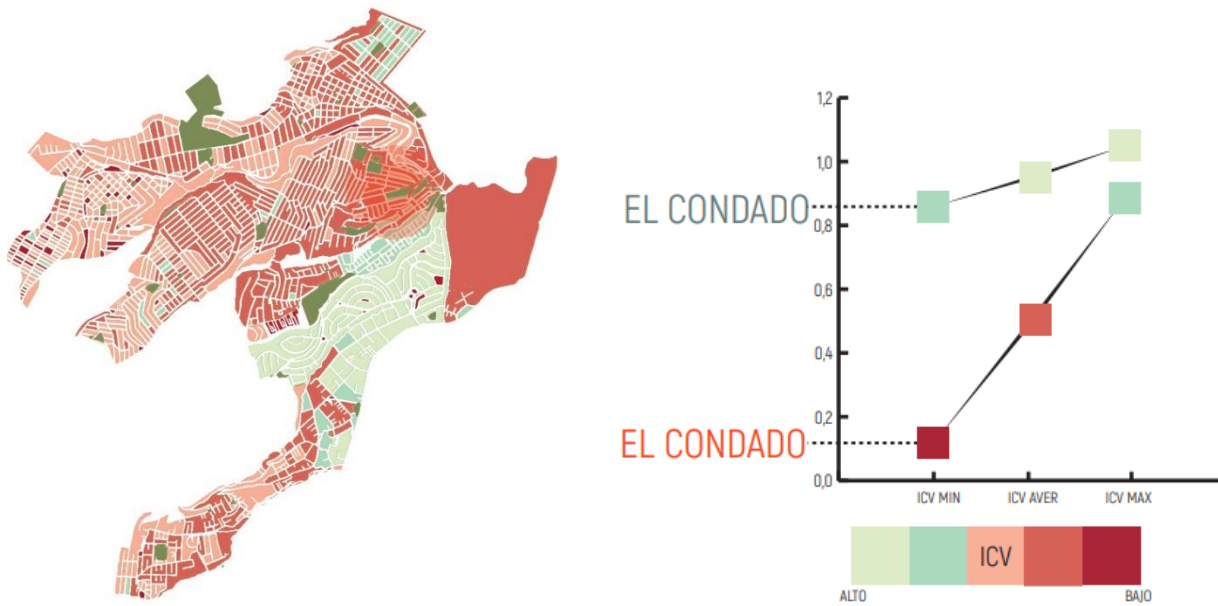 1,2
1,0
EL CONDADO
0,8
0,6
0,4
EL CONDADO
0,2
0,0
ICV MIN
ICV AVER
ICV MAX
ICV
ALTO
BAJO